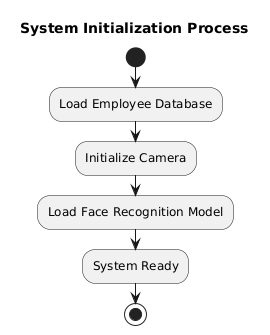 System Initialization Process
Load Employee Database
Initialize Camera
Load Face Recognition Model
System Ready